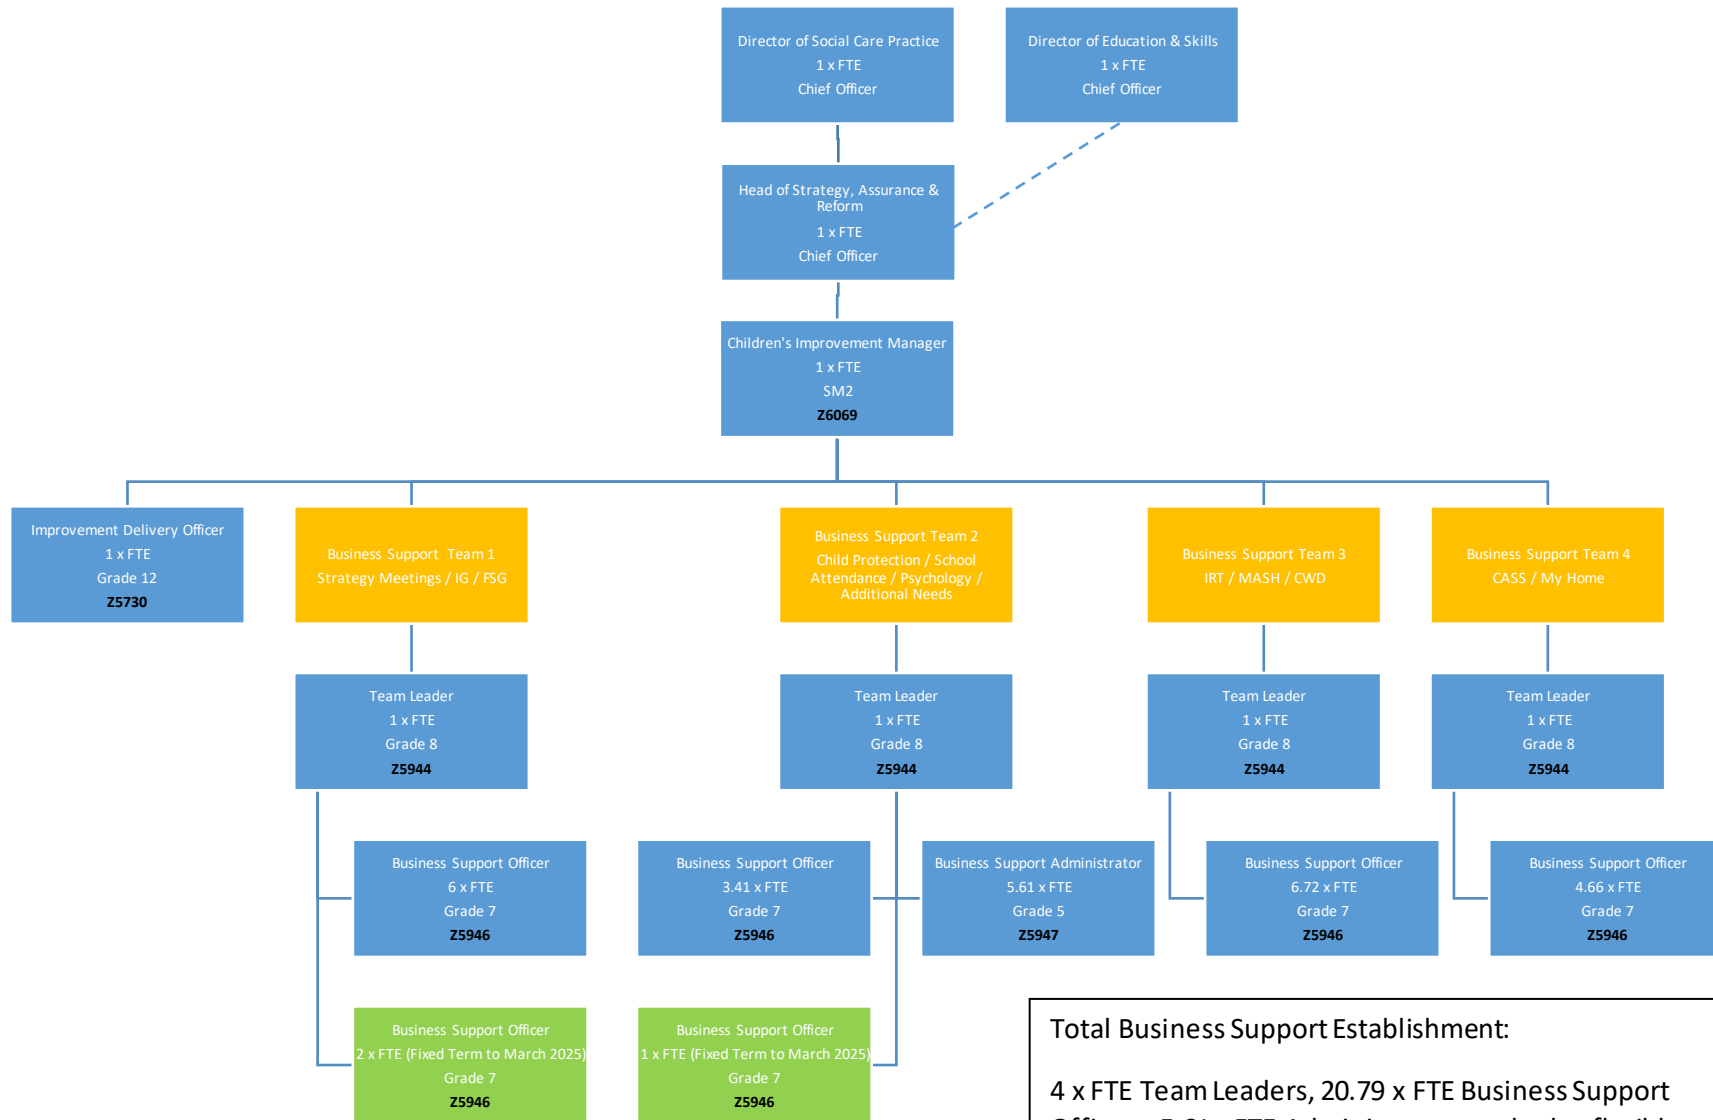 Director of Social Care Practice
1 x FTE
Chief Officer
Director of Education & Skills
1 x FTE
Chief Officer
Head of Strategy, Assurance &
Reform
1 x FTE
Chief Officer
Children's Improvement Manager
1 x FTE
SM2
Z6069
Improvement Delivery Officer
1 x FTE
Grade 12
Z5730
Business Support Team 1
Strategy Meetings / IG / FSG
Business Support Team 2
Child Protection / School
Attendance / Psychology /
Additional Needs
Business Support Team 3
IRT / MASH / CWD
Business Support Team 4
CASS / My Home
Team Leader
1 x FTE
Grade 8
Z5944
Team Leader
1 x FTE
Grade 8
Z5944
Team Leader
1 x FTE
Grade 8
Z5944
Team Leader
1 x FTE
Grade 8
Z5944
Business Support Officer
6 x FTE
Grade 7
Z5946
Business Support Officer
3.41 x FTE
Grade 7
Z5946
Business Support Administrator
5.61 x FTE
Grade 5
Z5947
Business Support Officer
6.72 x FTE
Grade 7
Z5946
Business Support Officer
4.66 x FTE
Grade 7
Z5946
Business Support Officer
2 x FTE (Fixed Term to March 2025)
Grade 7
Z5946
Business Support Officer
1 x FTE (Fixed Term to March 2025)
Grade 7
Z5946
Total Business Support Establishment:
4 x FTE Team Leaders, 20.79 x FTE Business Support